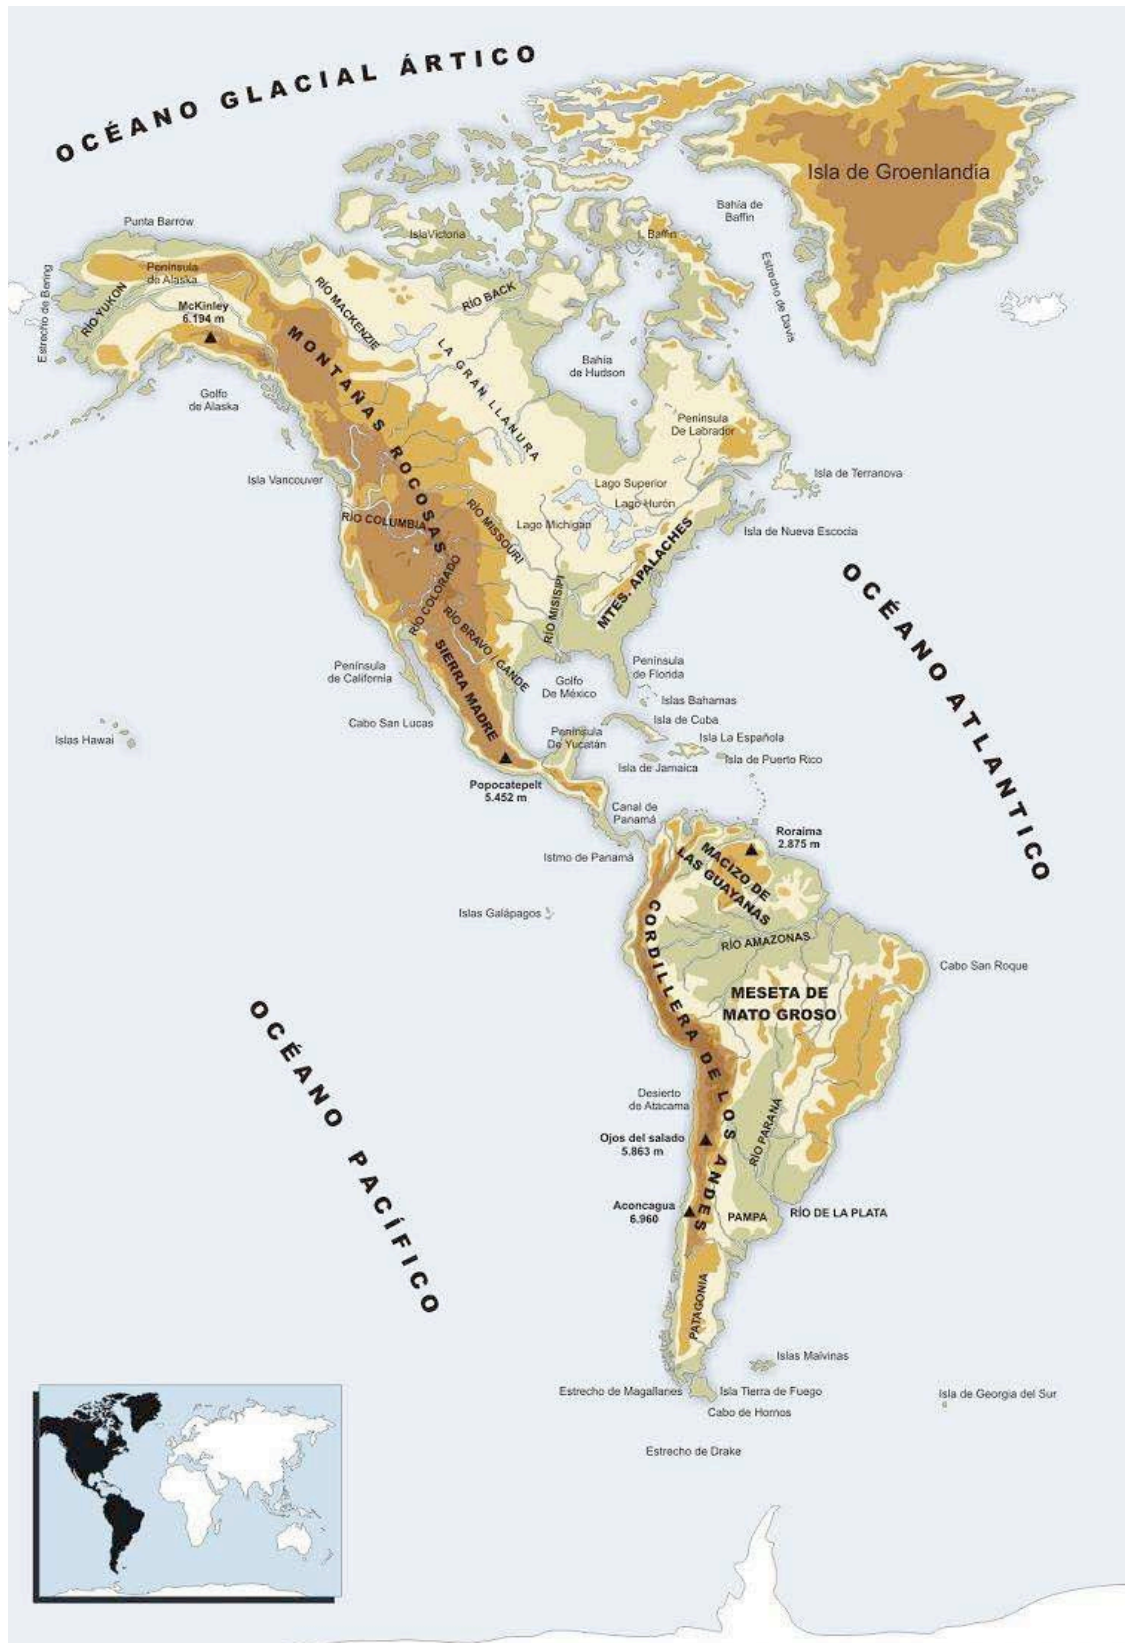 OCÉANO GLACIAL ÁRTICO
Isla de Groenlandia
Bahía de
Baffin
Punta Barrow
IslaVictoria
I. Baffin
Estrecho de Davis
Estrecho de Bering
Península
de Alaska
RÍO YUKON
McKinley
6.194 m
RÍO MACKENZIE
RÍO BACK
MONTAÑAS ROCOSAS
LA GRAN LLANURA
Bahía
de Hudson
Golfo
de Alaska
Península
De Labrador
Isla Vancouver
Isla de Terranova
Lago Superior
Lago Hurón
Lago Michigan
Isla de Nueva Escocia
RÍO COLUMBIA
RÍO MISSOURI
MTES. APALACHES
OCÉANO ATLANTICO
RÍO COLORADO
RÍO MISISIPI
RÍO BRAVO / GANDE
SIERRA MADRE
Península
de California
Península
de Florida
Golfo
De México
Islas Bahamas
Cabo San Lucas
Isla de Cuba
Islas Hawai
Península
De Yucatán
Isla La Española
Isla de Jamaica
Isla de Puerto Rico
Popocatepelt
5.452 m
Canal de
Panamá
Roraima
2.875 m
Istmo de Panamá
MACIZO DE
LAS GUAYANAS
Islas Galápagos
CORDILLERA DE LOS ANDES
RÍO AMAZONAS
Cabo San Roque
MESETA DE
MATO GROSO
OCÉANO PACÍFICO
Desierto
de Atacama
RÍO PARANÁ
Ojos del salado
5.863 m
Aconcagua
6.960
PAMPA
RÍO DE LA PLATA
PATAGONIA
Islas Malvinas
Estrecho de Magallanes
Isla Tierra de Fuego
Isla de Georgia del Sur
Cabo de Hornos
Estrecho de Drake